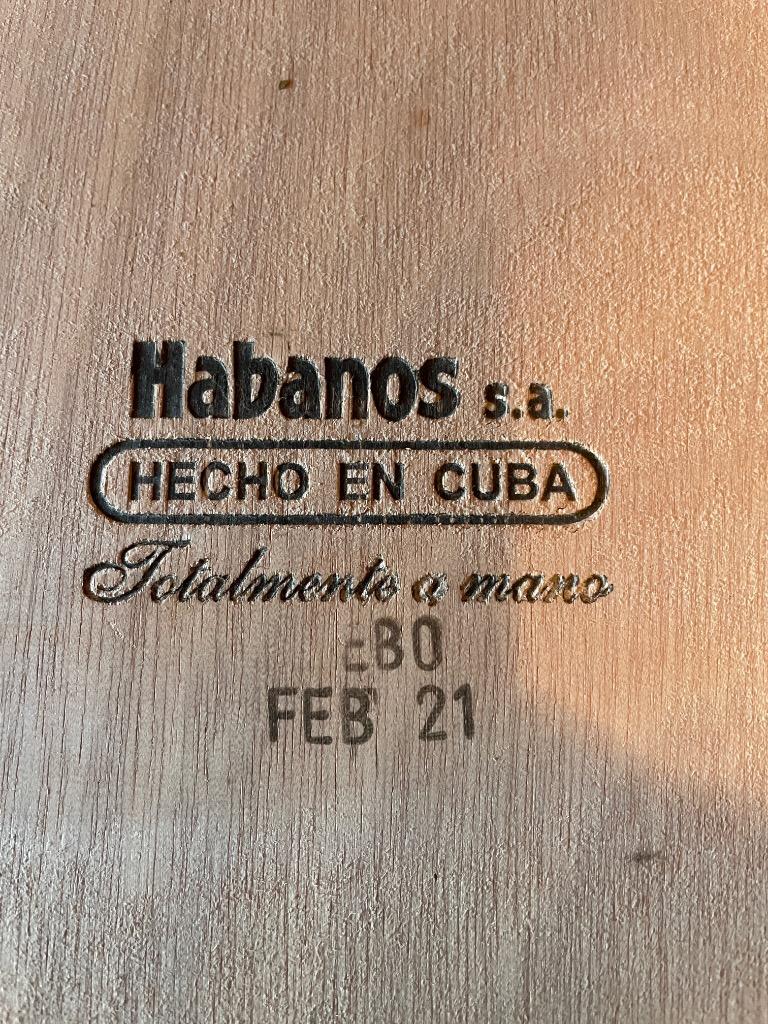 Habanos s.a.
HECHO EN CUBA
Totalmente a mano
EBO
FEB 21